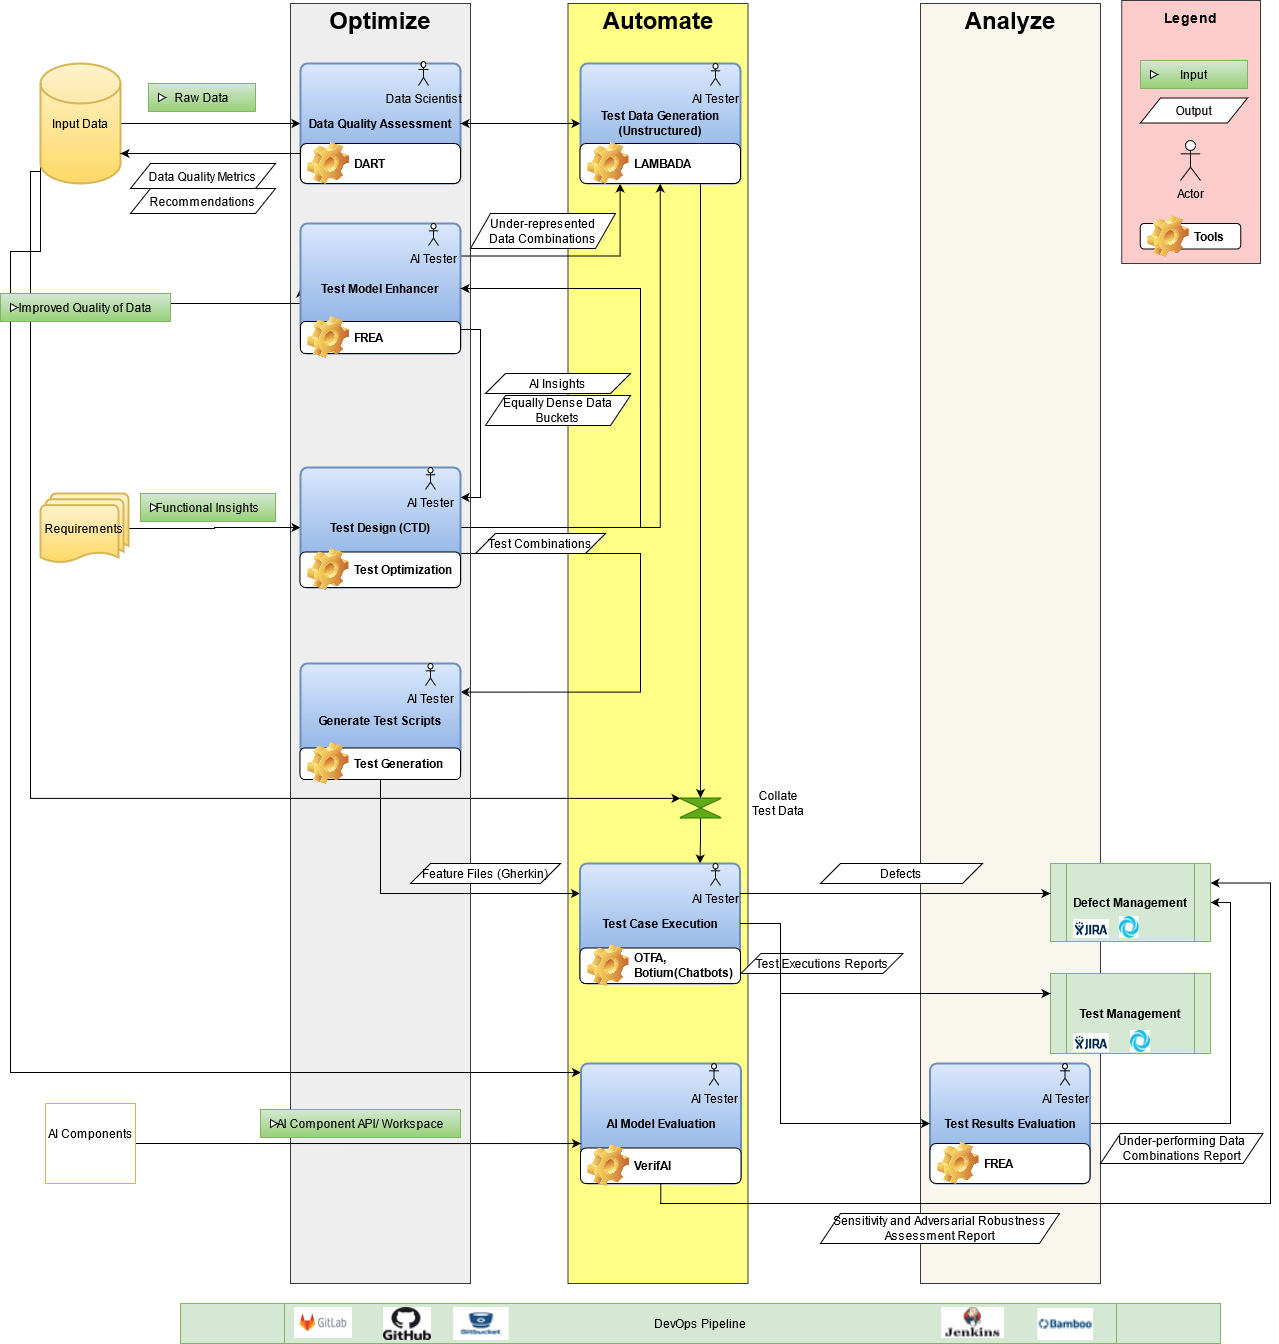 Optimize
Automate
Analyze
Legend
Input
Output
Actor
Tools
Input Data
Raw Data
Data Quality Metrics
Recommendations
Data Scientist
Data Quality Assessment
DART
AI Tester
Test Data Generation
(Unstructured)
LAMBADA
Under-represented
Data Combinations
AI Tester
Test Model Enhancer
FREA
Improved Quality of Data
AI Insights
Equally Dense Data
Buckets
Requirements
Functional Insights
AI Tester
Test Design (CTD)
Test Optimization
Test Combinations
AI Tester
Generate Test Scripts
Test Generation
Collate
Test Data
Feature Files (Gherkin)
AI Tester
Test Case Execution
OTFA,
Botium(Chatbots)
Defects
Test Executions Reports
Defect Management
JIRA
Test Management
JIRA
AI Components
AI Component API/ Workspace
AI Tester
AI Model Evaluation
VerifAI
AI Tester
Test Results Evaluation
FREA
Under-performing Data
Combinations Report
Sensitivity and Adversarial Robustness
Assessment Report
GitLab
GitHub
Bitbucket
DevOps Pipeline
Jenkins
Bamboo